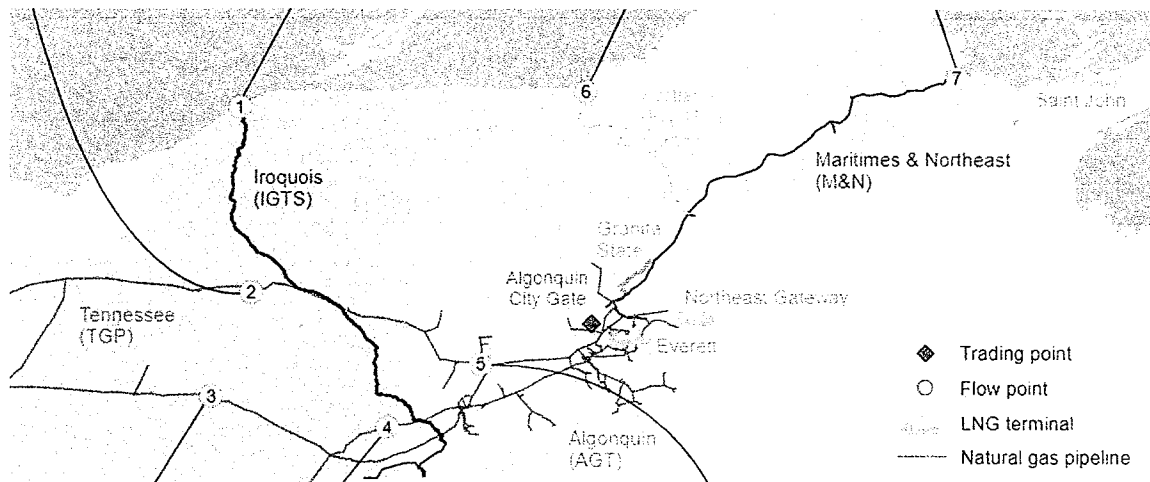 1
6
7
Saint John
Maritimes & Northeast
(M&N)
Iroquois
(IGTS)
Granite
State
Algonquin
City Gate
Northeast Gateway
2
Tennessee
(TGP)
Everett
5
3
4
Algonquin
(AGT)
Trading point
Flow point
LNG terminal
Natural gas pipeline